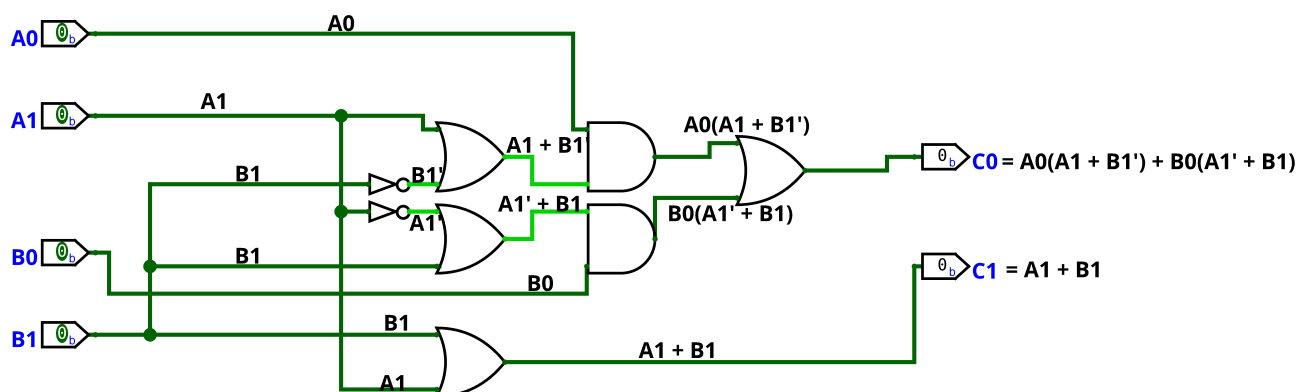 A0
0b
A0
A1
0b
A1
A1 + B1'
A0(A1 + B1')
0b
C0 = A0(A1 + B1') + B0(A1' + B1)
B1
B1'
A1'
A1' + B1
B0(A1' + B1)
B0
0b
B1
B0
0b
C1 = A1 + B1
B1
0b
B1
A1 + B1
A1